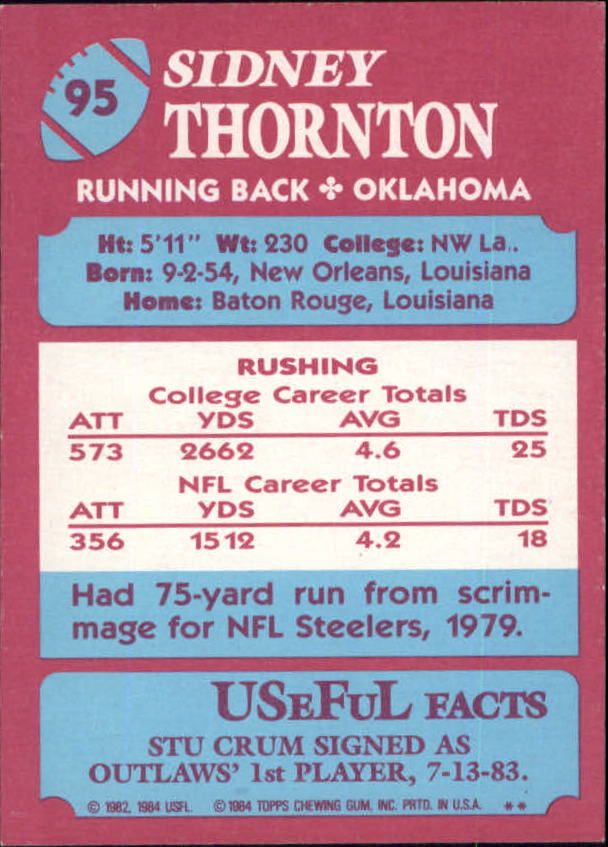 95
SIDNEY
THORNTON
RUNNING BACK ✤ OKLAHOMA
Ht: 5'11" Wt: 230 College: NW La..
Born: 9-2-54, New Orleans, Louisiana
Home: Baton Rouge, Louisiana
RUSHING
College Career Totals
ATT YDS AVG TDS
573 2662 4.6 25
NFL Career Totals
ATT YDS AVG TDS
356 1512 4.2 18
Had 75-yard run from scrim-
mage for NFL Steelers, 1979.
USeFuL FACTS
STU CRUM SIGNED AS
OUTLAWS' 1st PLAYER, 7-13-83.
© 1982, 1984 USFL. © 1984 TOPPS CHEWING GUM, INC. PRTD. IN U.S.A. **